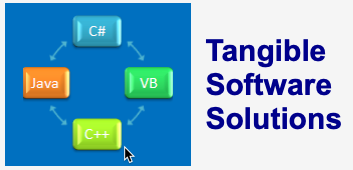 C#
Java
VB
C++
Tangible
Software
Solutions